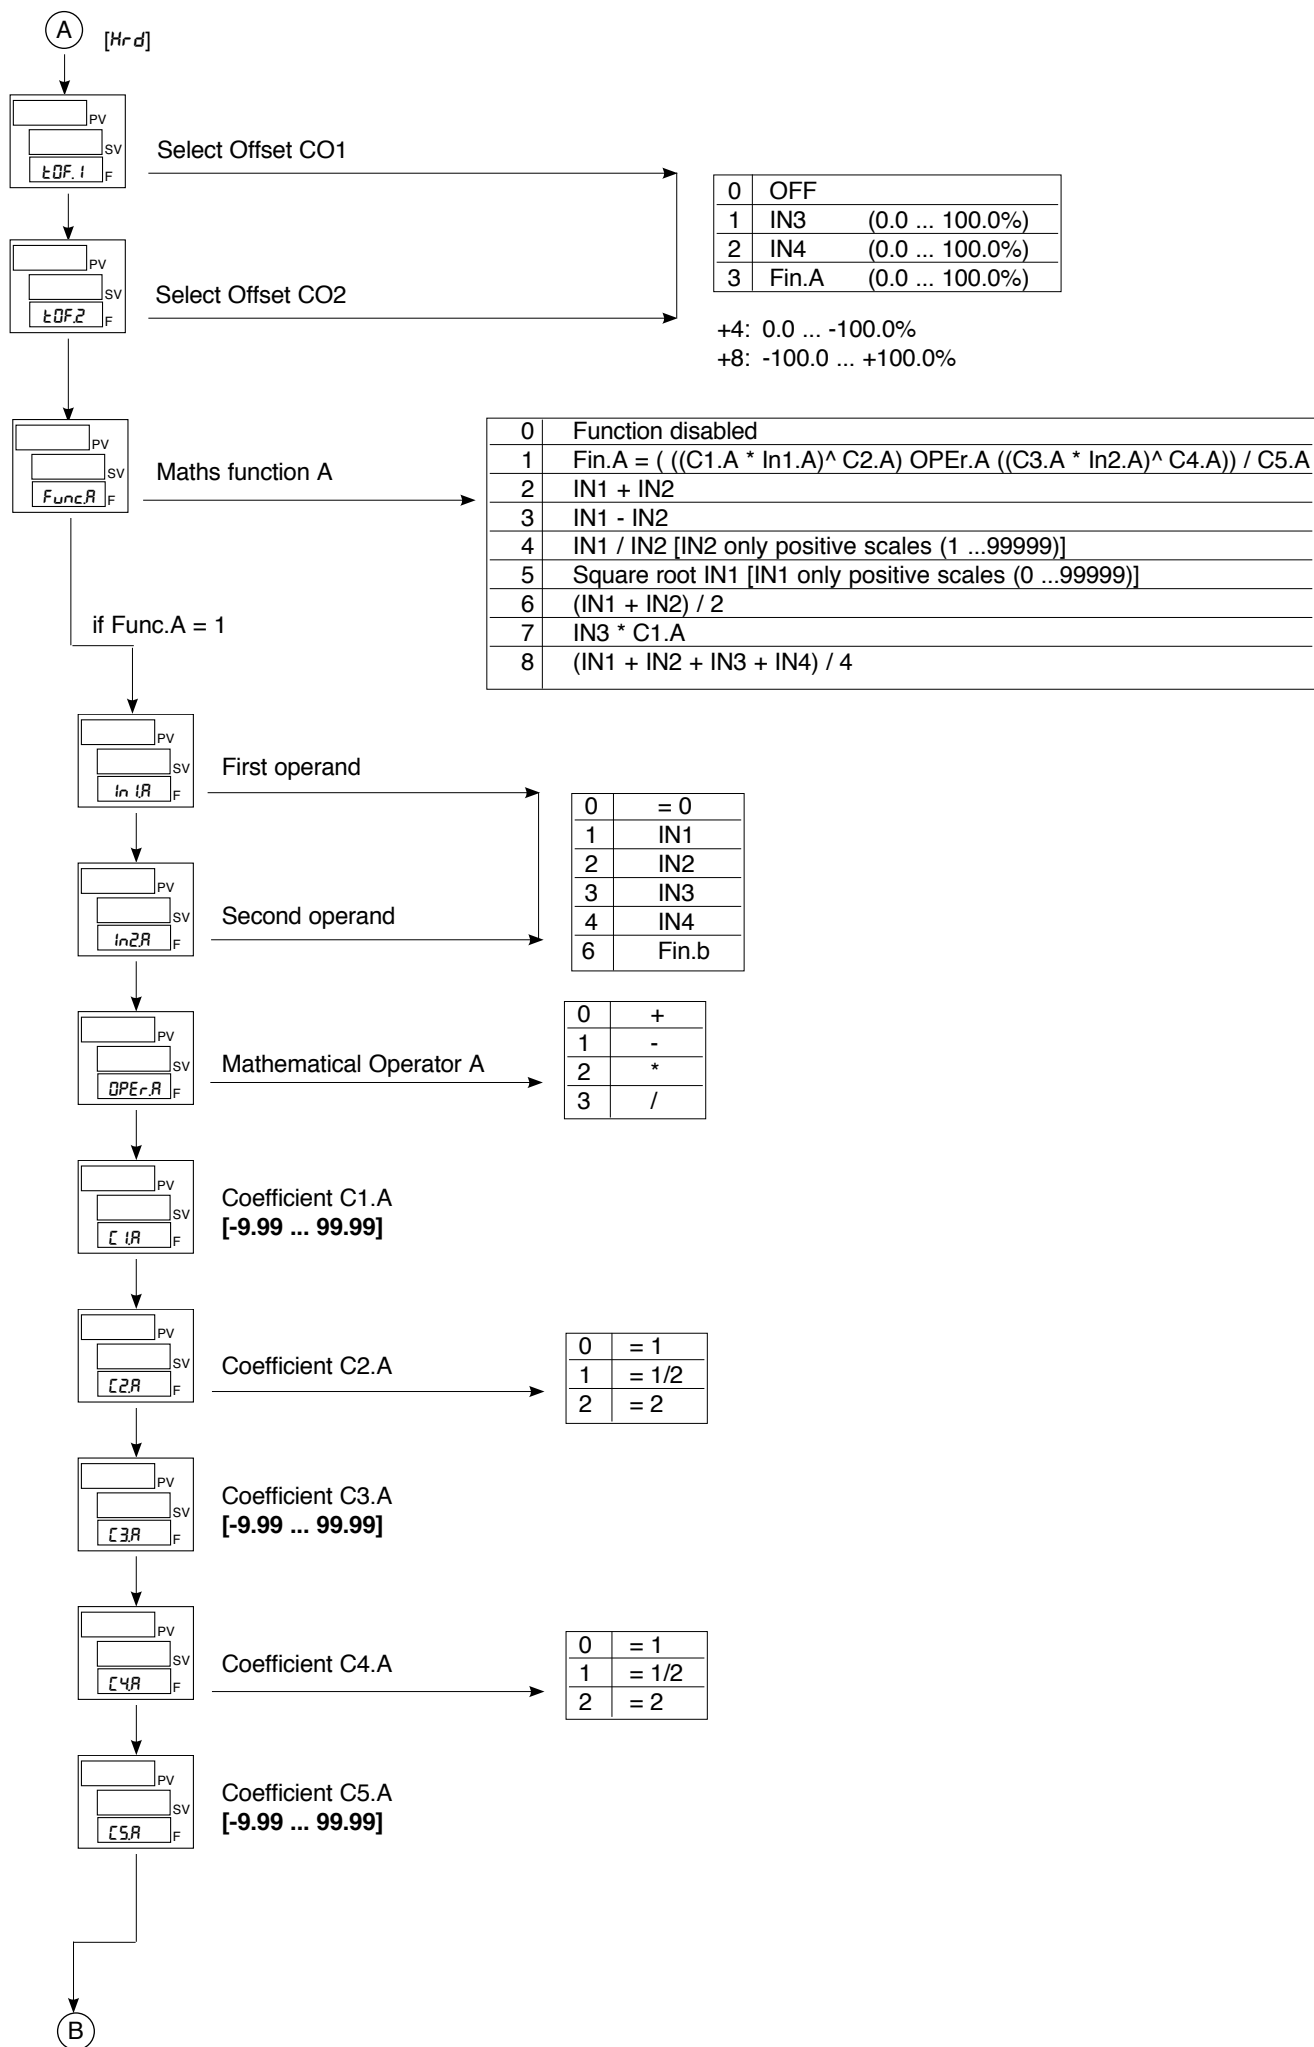 A [Hrd]
PV
SV
tOF.1 F
Select Offset CO1
0 OFF
1 IN3 (0.0 ... 100.0%)
2 IN4 (0.0 ... 100.0%)
3 Fin.A (0.0 ... 100.0%)
PV
SV
tOF.2 F
Select Offset CO2
+4: 0.0 ... -100.0%
+8: -100.0 ... +100.0%
PV
SV
Func.A F
Maths function A
0 Function disabled
1 Fin.A = ( ((C1.A * In1.A)^ C2.A) OPEr.A ((C3.A * In2.A)^ C4.A)) / C5.A
2 IN1 + IN2
3 IN1 - IN2
4 IN1 / IN2 [IN2 only positive scales (1 ...99999)]
5 Square root IN1 [IN1 only positive scales (0 ...99999)]
6 (IN1 + IN2) / 2
7 IN3 * C1.A
8 (IN1 + IN2 + IN3 + IN4) / 4
if Func.A = 1
PV
SV
In1.A F
First operand
0 = 0
1 IN1
2 IN2
3 IN3
4 IN4
6 Fin.b
PV
SV
In2.A F
Second operand
PV
SV
OPEr.A F
Mathematical Operator A
0 +
1 -
2 *
3 /
PV
SV
C1.A F
Coefficient C1.A
[-9.99 ... 99.99]
PV
SV
C2.A F
Coefficient C2.A
0 = 1
1 = 1/2
2 = 2
PV
SV
C3.A F
Coefficient C3.A
[-9.99 ... 99.99]
PV
SV
C4.A F
Coefficient C4.A
0 = 1
1 = 1/2
2 = 2
PV
SV
C5.A F
Coefficient C5.A
[-9.99 ... 99.99]
B